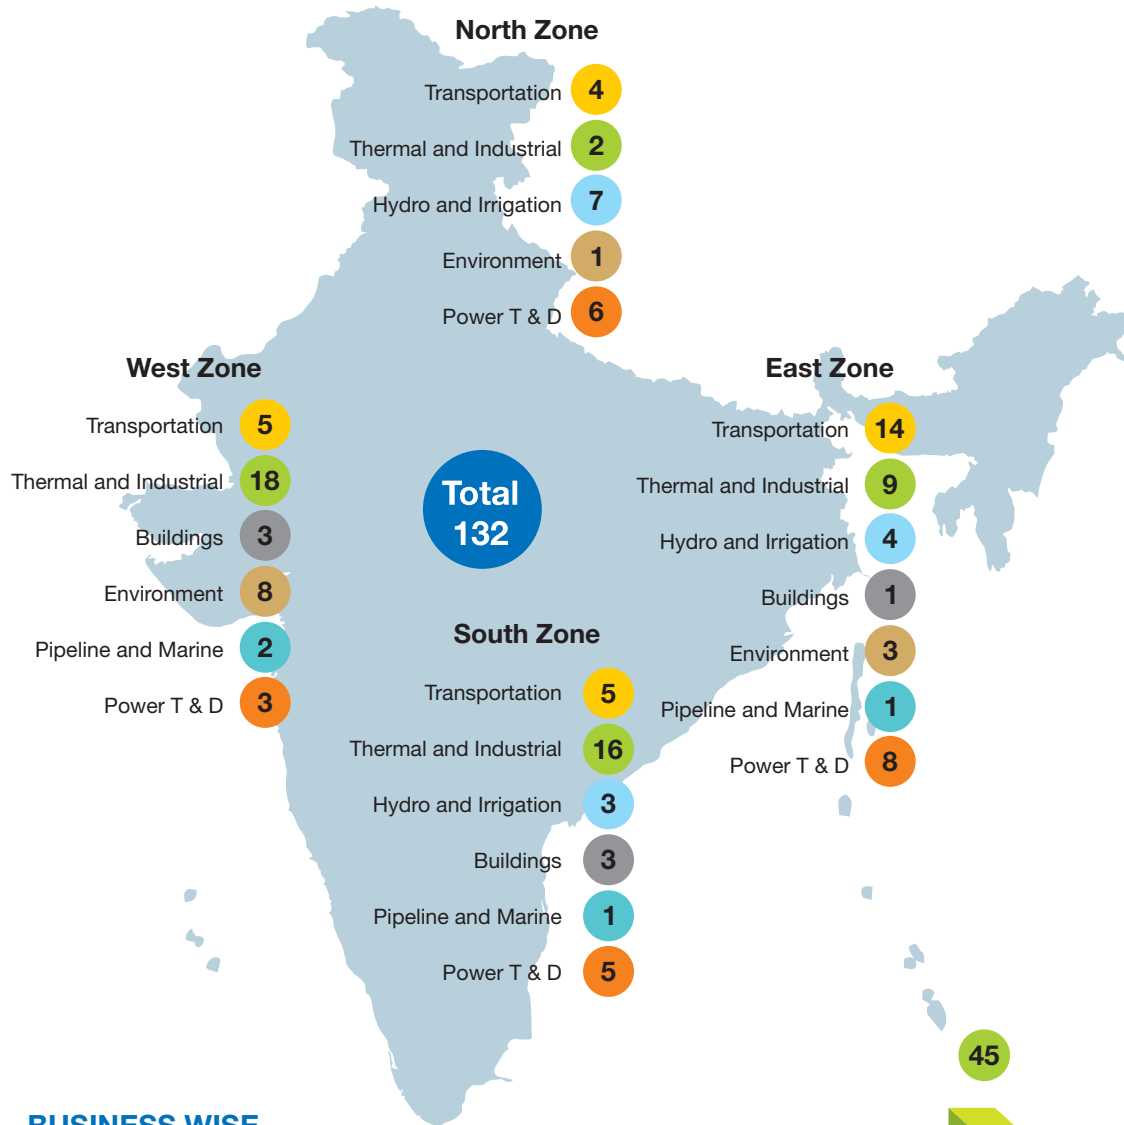 North Zone
Transportation 4
Thermal and Industrial 2
Hydro and Irrigation 7
Environment 1
Power T & D 6
West Zone
Transportation 5
Thermal and Industrial 18
Buildings 3
Environment 8
Pipeline and Marine 2
Power T & D 3
Total
132
East Zone
Transportation 14
Thermal and Industrial 9
Hydro and Irrigation 4
Buildings 1
Environment 3
Pipeline and Marine 1
Power T & D 8
South Zone
Transportation 5
Thermal and Industrial 16
Hydro and Irrigation 3
Buildings 3
Pipeline and Marine 1
Power T & D 5
45
BUSINESS WISE